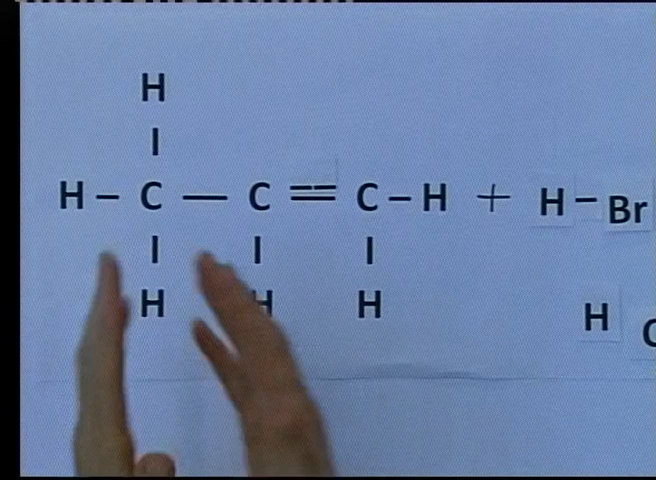 H
|
H – C — C = C – H + H – Br
| | |
H H H H